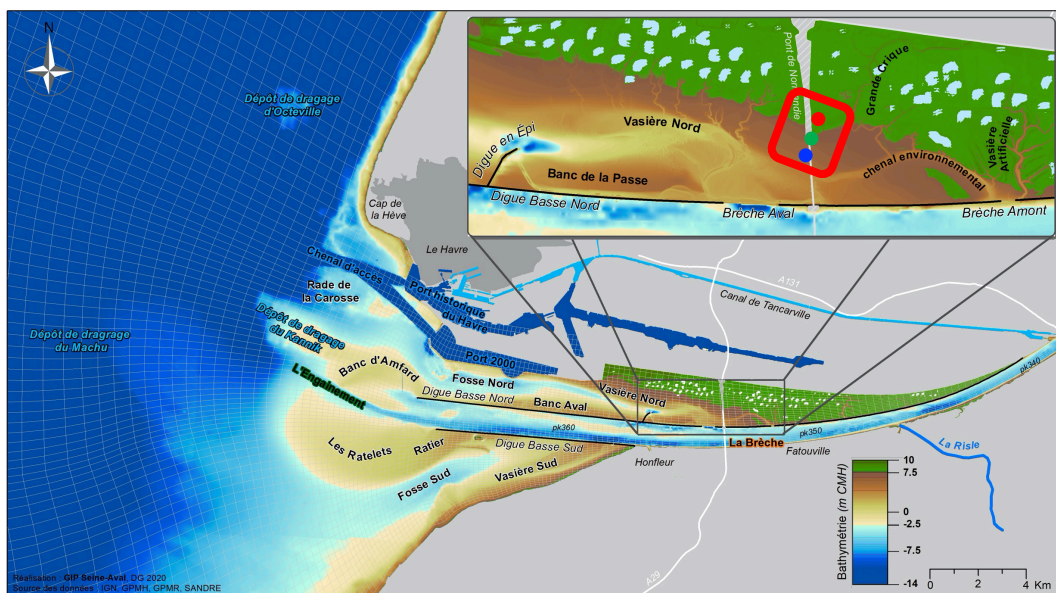 N
Dépôt de dragage
d'Octeville
Cap de
la Hève
Le Havre
Chenal d'accès
Rade de
la Carosse
Port historique
du Havre
Dépôt de dragage
du Kannik
Dépôt de dragrage
du Machu
Port 2000
Banc d'Amfard
L'Engainement
Fosse Nord
Digue Basse Nord
Banc Aval
Vasière Nord
pk360
Les Ratelets
Ratier
Digue Basse Sud
Fosse Sud
Vasière Sud
Honfleur
La Brèche
Fatouville
pk350
pk340
La Risle
A131
Canal de Tancarville
A29
Pont de Normandie
Grande Crique
Vasière Nord
Digue en Épi
Banc de la Passe
Digue Basse Nord
chenal environnemental
Vasière
Artificielle
Brèche Aval
Brèche Amont
Bathymétrie (m CMH)
10
7.5
0
-2.5
-7.5
-14
0 2 4 Km
Réalisation : GIP Seine-Aval, DG 2020
Source des données : IGN, GPMH, GPMR, SANDRE